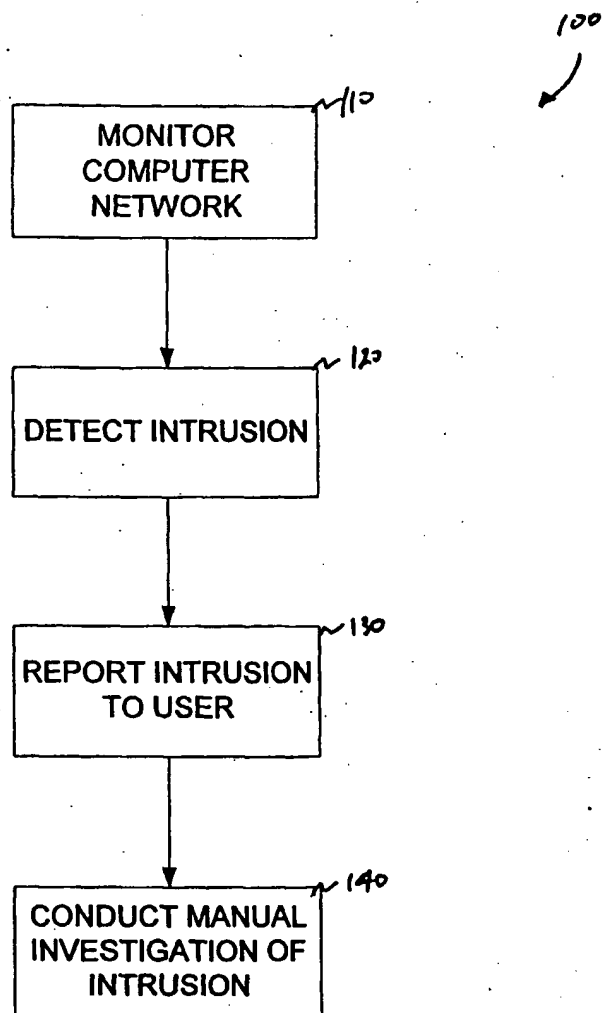 100
110
MONITOR
COMPUTER
NETWORK
120
DETECT INTRUSION
130
REPORT INTRUSION
TO USER
140
CONDUCT MANUAL
INVESTIGATION OF
INTRUSION